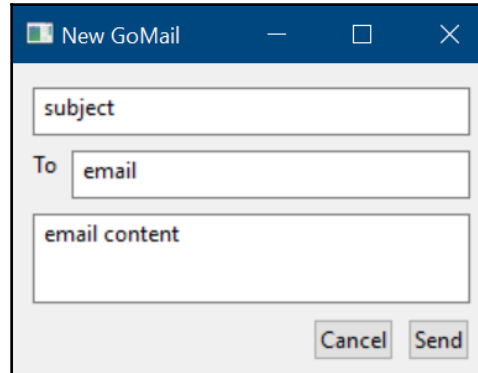 New GoMail
subject
To email
email content
Cancel Send